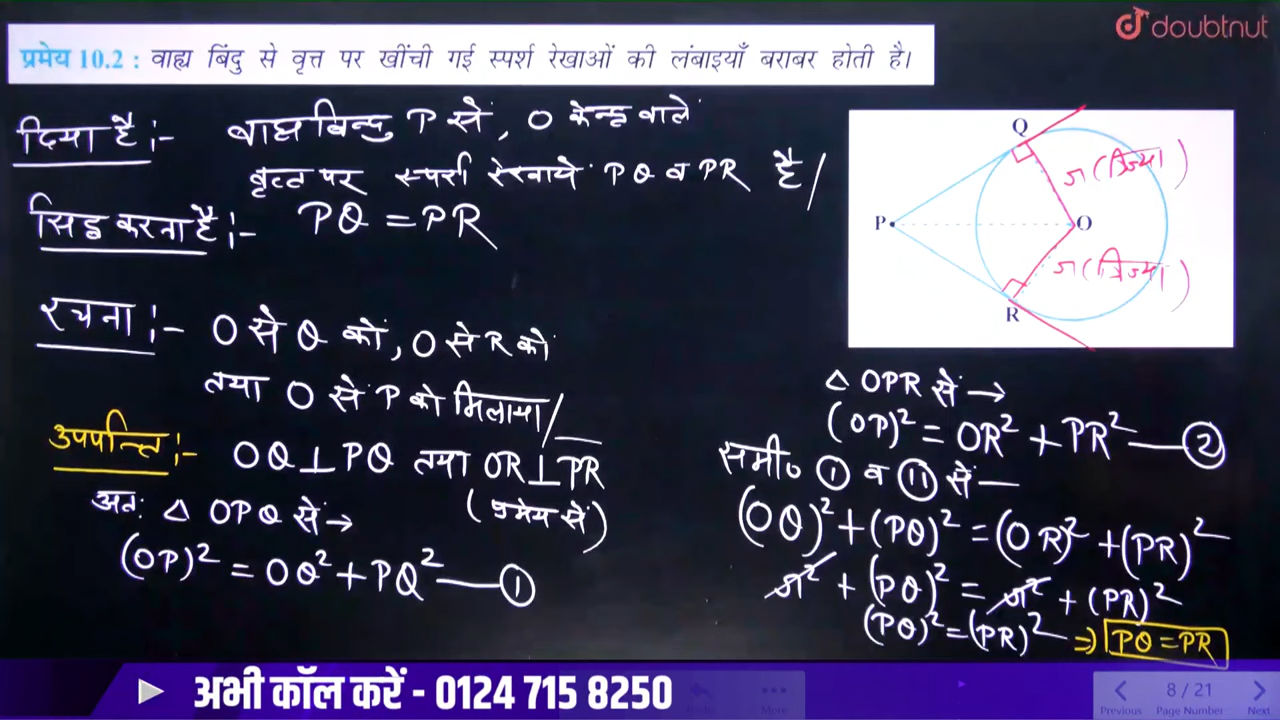 doubtnut
प्रमेय 10.2 : वाह्य बिंदु से वृत्त पर खींची गई स्पर्श रेखाओं की लंबाइयाँ बराबर होती है।
दिया है :- बाह्य बिन्दु P से, O केन्द्र वाले
वृत्त पर स्पर्श रेखाये PQ व PR है /
सिद्ध करना है :- PQ = PR
रचना :- O से Q को, O से R को
तथा O से P को मिलाया /
उपपत्ति :- OQ ⊥ PQ तथा OR ⊥ PR
(प्रमेय से)
अतः △ OPQ से →
(OP)² = OQ² + PQ² — ①
Q
r (त्रिज्या)
P
O
r (त्रिज्या)
R
△ OPR से →
(OP)² = OR² + PR² — ②
समी० ① व ⑪ से —
(OQ)² + (PQ)² = (OR)² + (PR)²
r² + (PQ)² = r² + (PR)²
(PQ)² = (PR)² ⇒ PQ = PR
अभी कॉल करें - 0124 715 8250
8 / 21
Previous Page Number Next
More